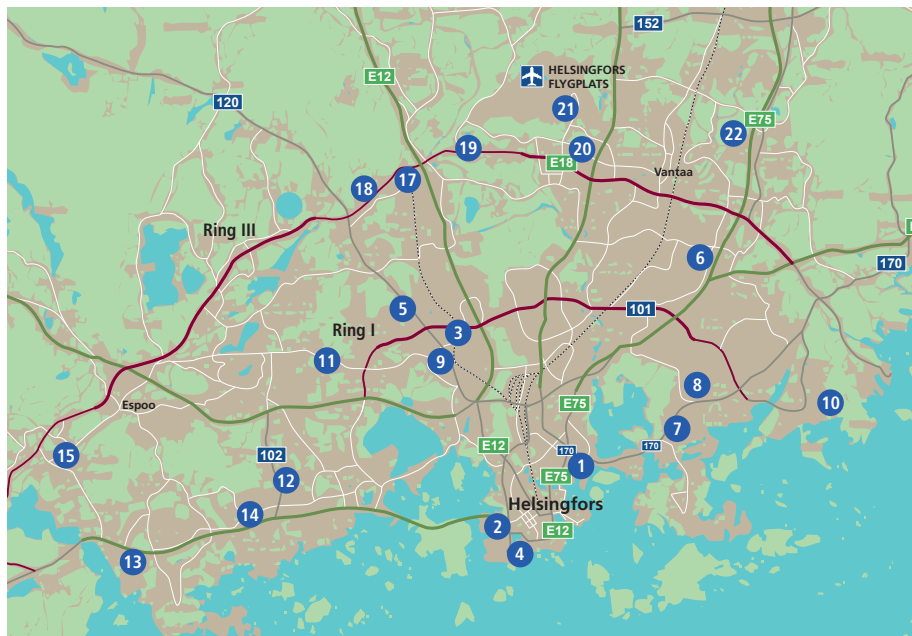 152
E12
HELSINGFORS
FLYGPLATS
120
21
E75
22
19
20
E18
17
Vantaa
18
Ring III
6
170
5
101
Ring I
3
9
11
8
Espoo
E75
10
7
E12
170
15
102
1
E75
12
Helsingfors
14
2
E12
4
13